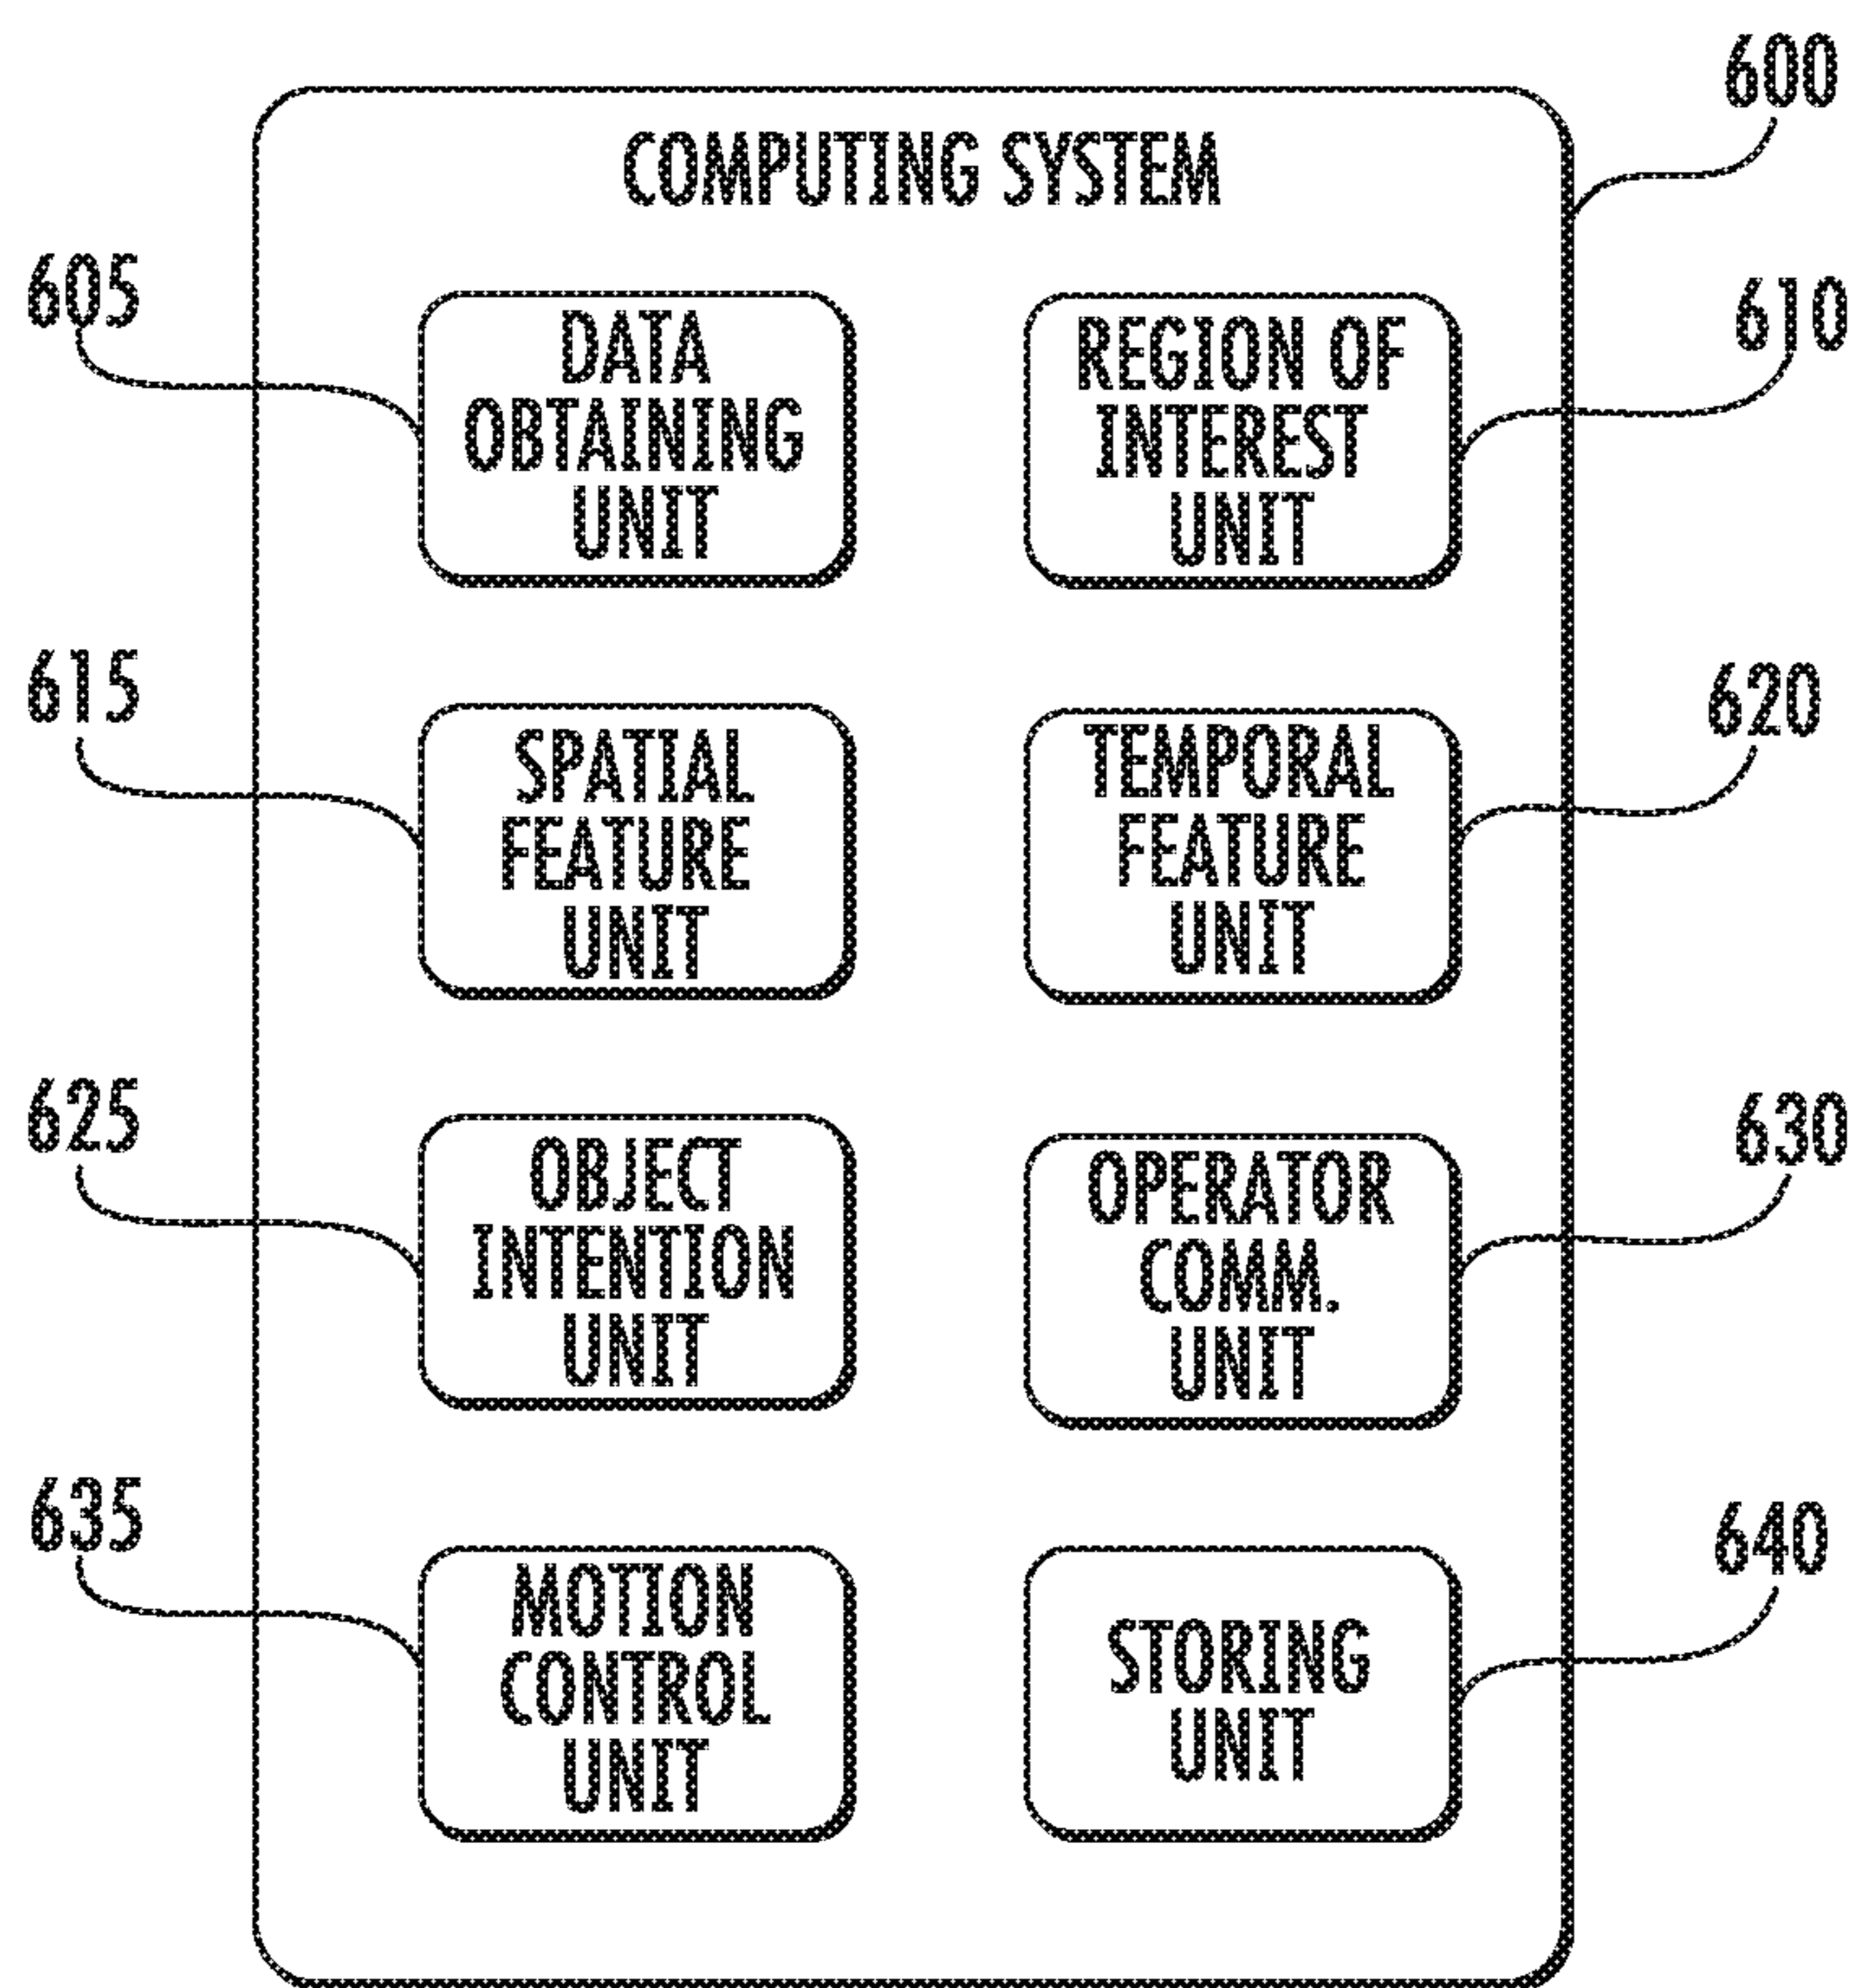 600
COMPUTING SYSTEM
605
DATA
OBTAINING
UNIT
610
REGION OF
INTEREST
UNIT
615
SPATIAL
FEATURE
UNIT
620
TEMPORAL
FEATURE
UNIT
625
OBJECT
INTENTION
UNIT
630
OPERATOR
COMM.
UNIT
635
MOTION
CONTROL
UNIT
640
STORING
UNIT